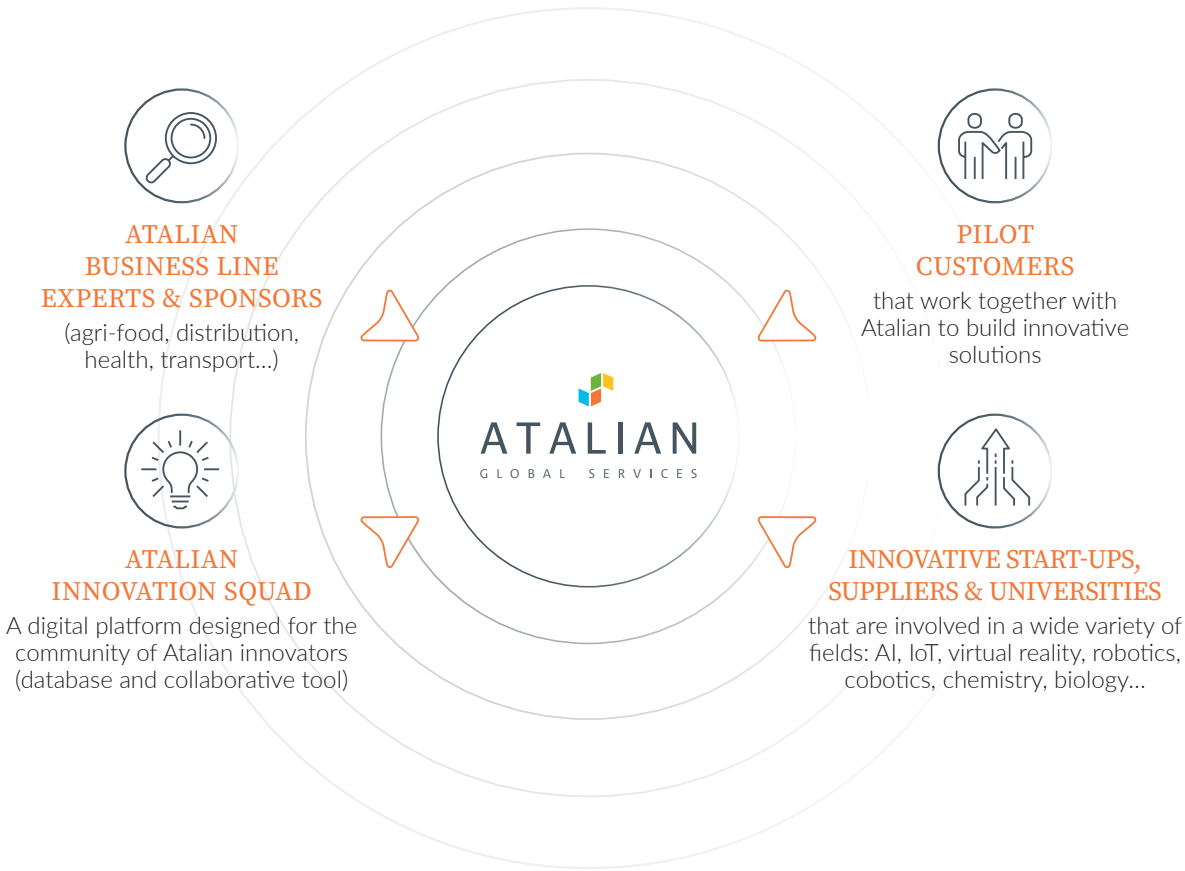 ATALIAN
BUSINESS LINE
EXPERTS & SPONSORS
(agri-food, distribution,
health, transport...)
PILOT
CUSTOMERS
that work together with
Atalian to build innovative
solutions
ATALIAN
GLOBAL SERVICES
ATALIAN
INNOVATION SQUAD
A digital platform designed for the
community of Atalian innovators
(database and collaborative tool)
INNOVATIVE START-UPS,
SUPPLIERS & UNIVERSITIES
that are involved in a wide variety of
fields: AI, IoT, virtual reality, robotics,
cobotics, chemistry, biology...